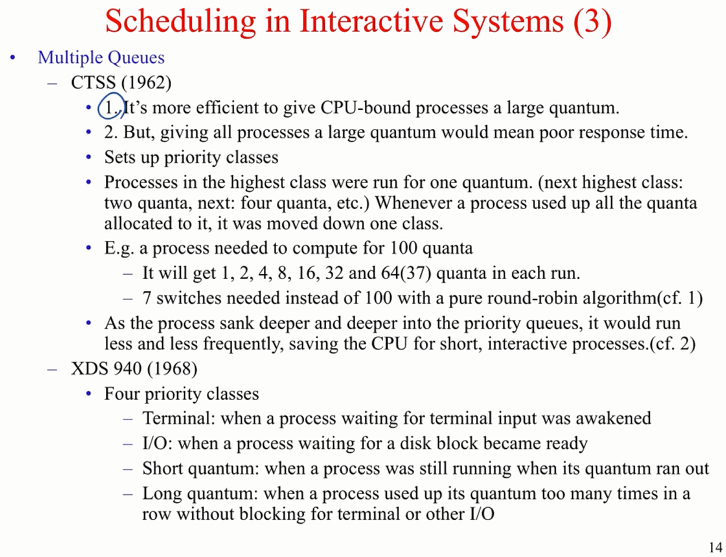 Scheduling in Interactive Systems (3)
• Multiple Queues
– CTSS (1962)
• 1. It's more efficient to give CPU-bound processes a large quantum.
• 2. But, giving all processes a large quantum would mean poor response time.
• Sets up priority classes
• Processes in the highest class were run for one quantum. (next highest class:
two quanta, next: four quanta, etc.) Whenever a process used up all the quanta
allocated to it, it was moved down one class.
• E.g. a process needed to compute for 100 quanta
– It will get 1, 2, 4, 8, 16, 32 and 64(37) quanta in each run.
– 7 switches needed instead of 100 with a pure round-robin algorithm(cf. 1)
• As the process sank deeper and deeper into the priority queues, it would run
less and less frequently, saving the CPU for short, interactive processes.(cf. 2)
– XDS 940 (1968)
• Four priority classes
– Terminal: when a process waiting for terminal input was awakened
– I/O: when a process waiting for a disk block became ready
– Short quantum: when a process was still running when its quantum ran out
– Long quantum: when a process used up its quantum too many times in a
row without blocking for terminal or other I/O
14